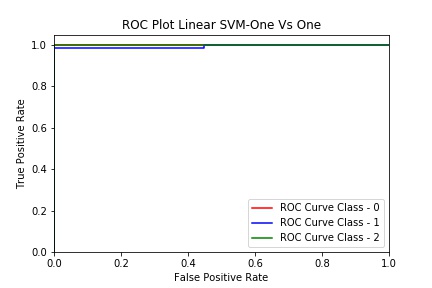 ROC Plot Linear SVM-One Vs One
1.0
0.8
0.6
0.4
0.2
0.0
True Positive Rate
ROC Curve Class - 0
ROC Curve Class - 1
ROC Curve Class - 2
0.0 0.2 0.4 0.6 0.8 1.0
False Positive Rate